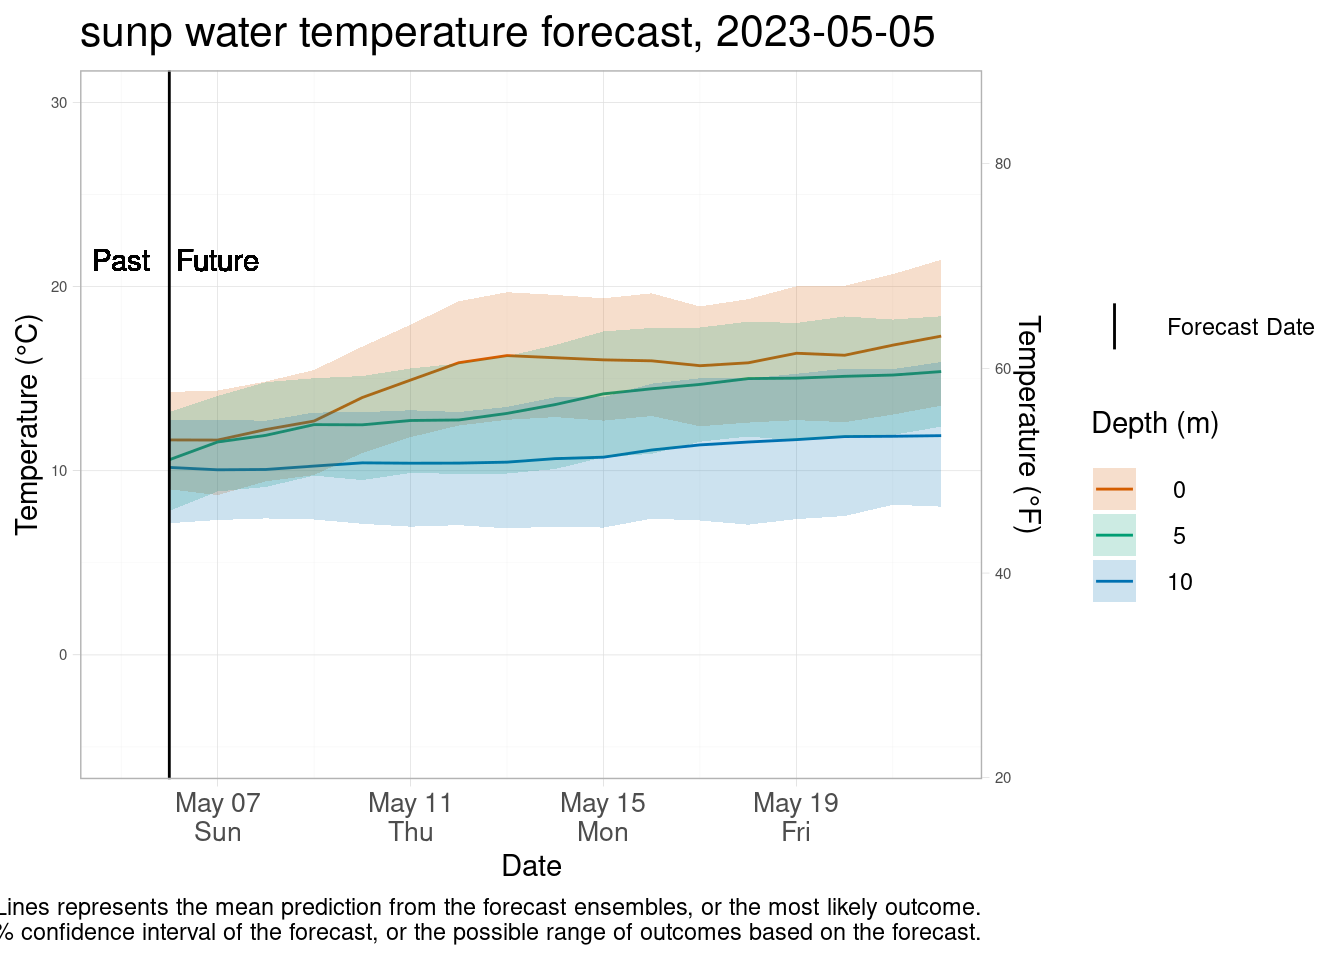 sunp water temperature forecast, 2023-05-05
30
20
10
0
Temperature (°C)
Past
Future
80
60
40
20
Temperature (°F)
May 07
Sun
May 11
Thu
May 15
Mon
May 19
Fri
Date
Forecast Date
Depth (m)
0
5
10
Lines represents the mean prediction from the forecast ensembles, or the most likely outcome.
% confidence interval of the forecast, or the possible range of outcomes based on the forecast.